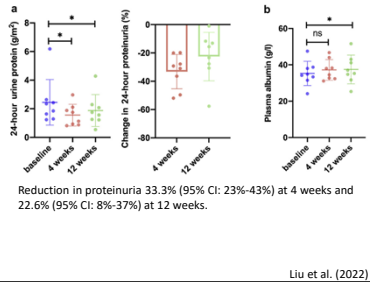 a
b
24-hour urine protein (g/m²)
8
6
4
2
0
*
*
baseline
4 weeks
12 weeks
Change in 24-hour proteinuria (%)
0
-20
-40
-60
-80
4 weeks
12 weeks
Plasma albumin (g/l)
60
40
20
0
*
ns
baseline
4 weeks
12 weeks
Reduction in proteinuria 33.3% (95% CI: 23%-43%) at 4 weeks and
22.6% (95% CI: 8%-37%) at 12 weeks.
Liu et al. (2022)